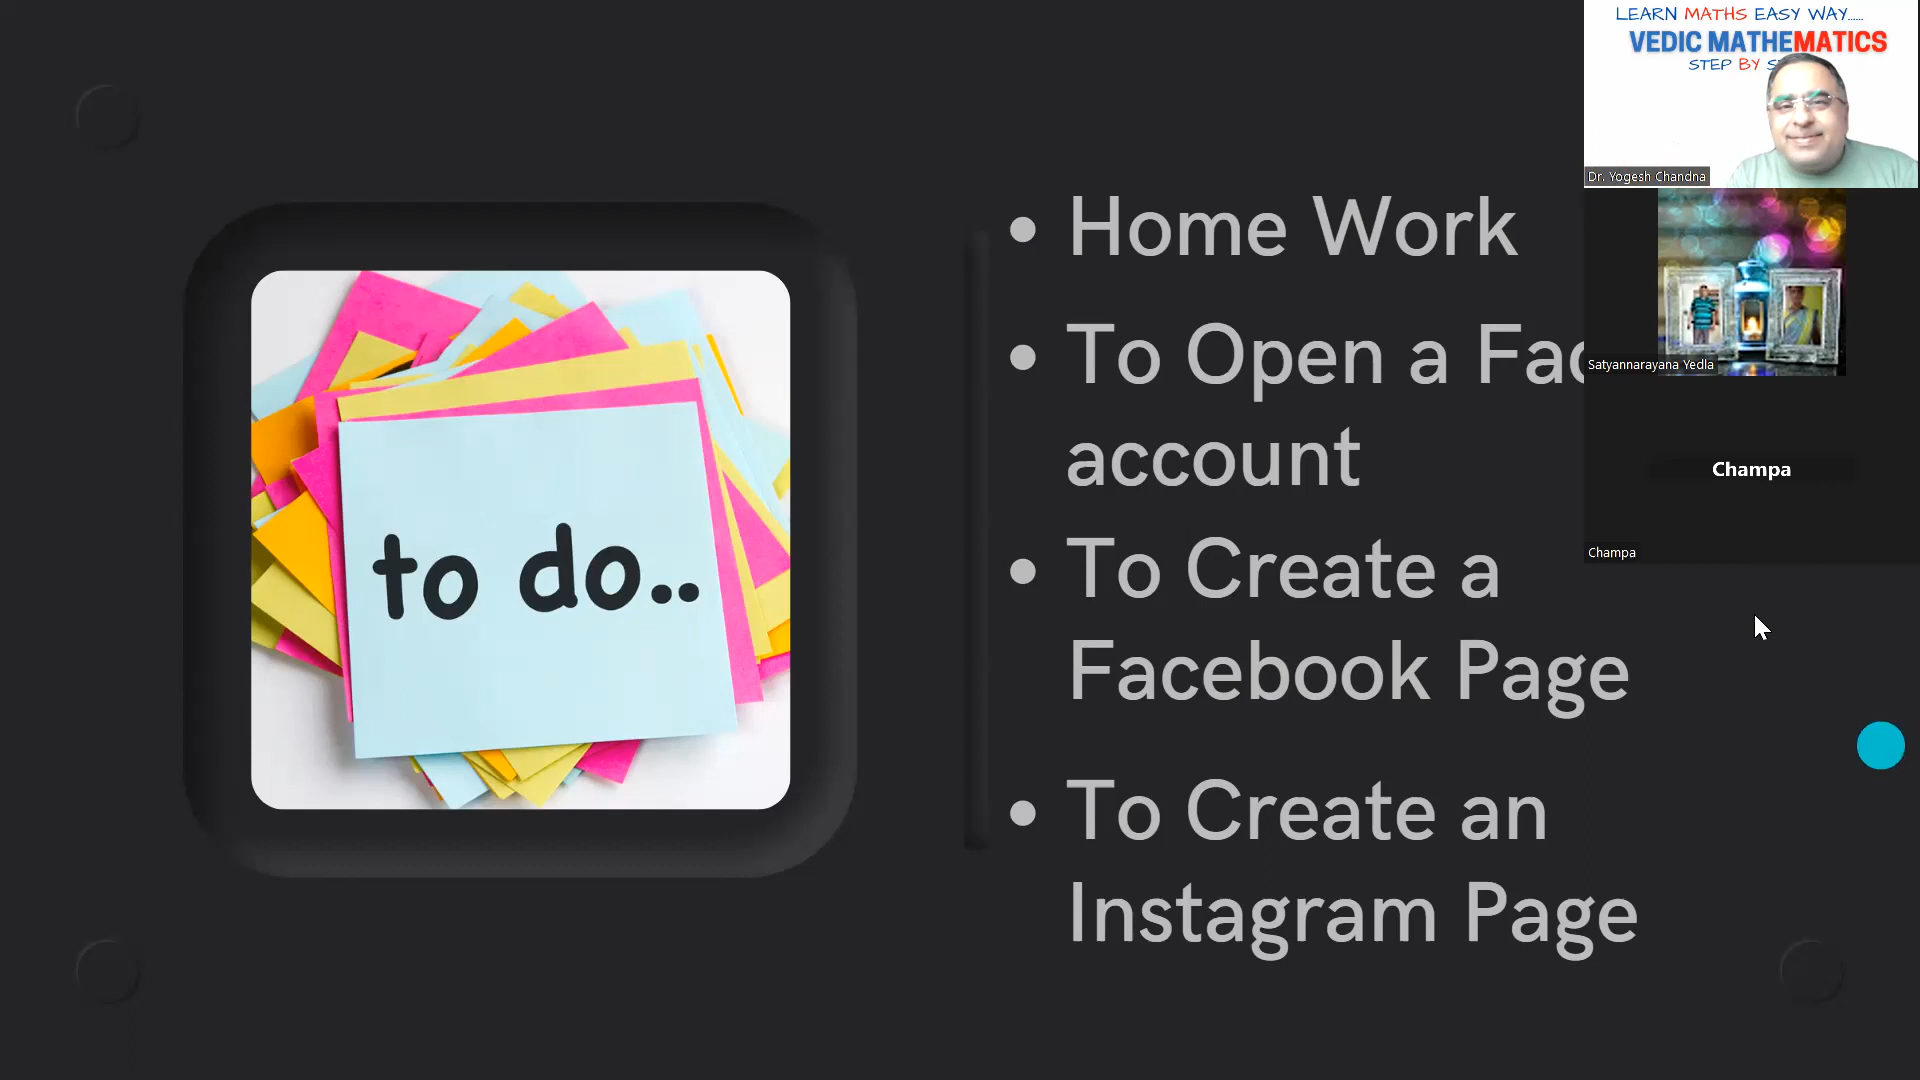 to do..
• Home Work
• To Open a
account
• To Create a
Facebook Page
• To Create an
Instagram Page
LEARN MATHS EASY WAY......
VEDIC MATHEMATICS
STEP BY
Dr. Yogesh Chandna
Satyannarayana Yedla
Champa
Champa